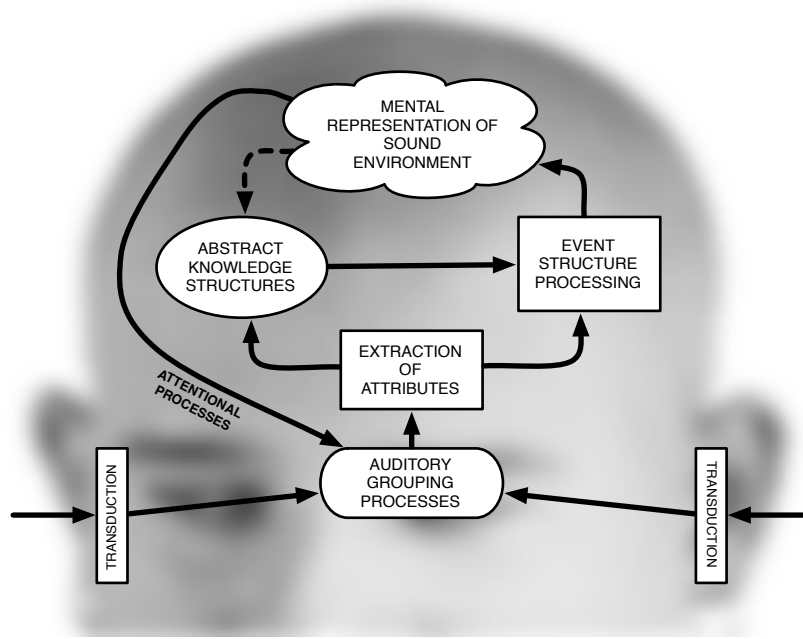 MENTAL
REPRESENTATION OF
SOUND
ENVIRONMENT
ABSTRACT
KNOWLEDGE
STRUCTURES
EVENT
STRUCTURE
PROCESSING
EXTRACTION
OF
ATTRIBUTES
ATTENTIONAL
PROCESSES
AUDITORY
GROUPING
PROCESSES
TRANSDUCTION
TRANSDUCTION